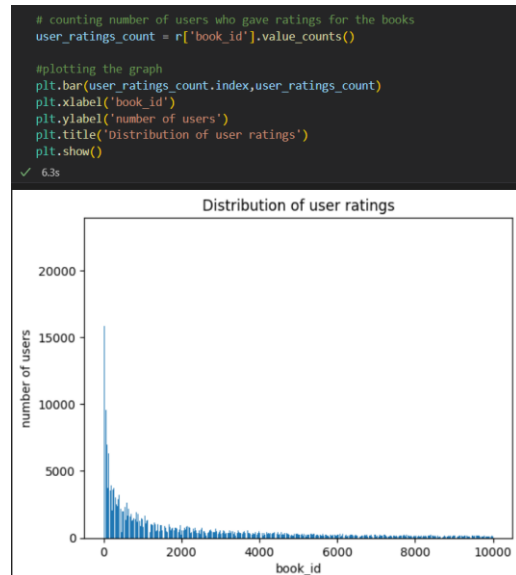 # counting number of users who gave ratings for the books
user_ratings_count = r['book_id'].value_counts()
#plotting the graph
plt.bar(user_ratings_count.index,user_ratings_count)
plt.xlabel('book_id')
plt.ylabel('number of users')
plt.title('Distribution of user ratings')
plt.show()
✓ 6.3s
Distribution of user ratings
number of users
20000
15000
10000
5000
0
0 2000 4000 6000 8000 10000
book_id